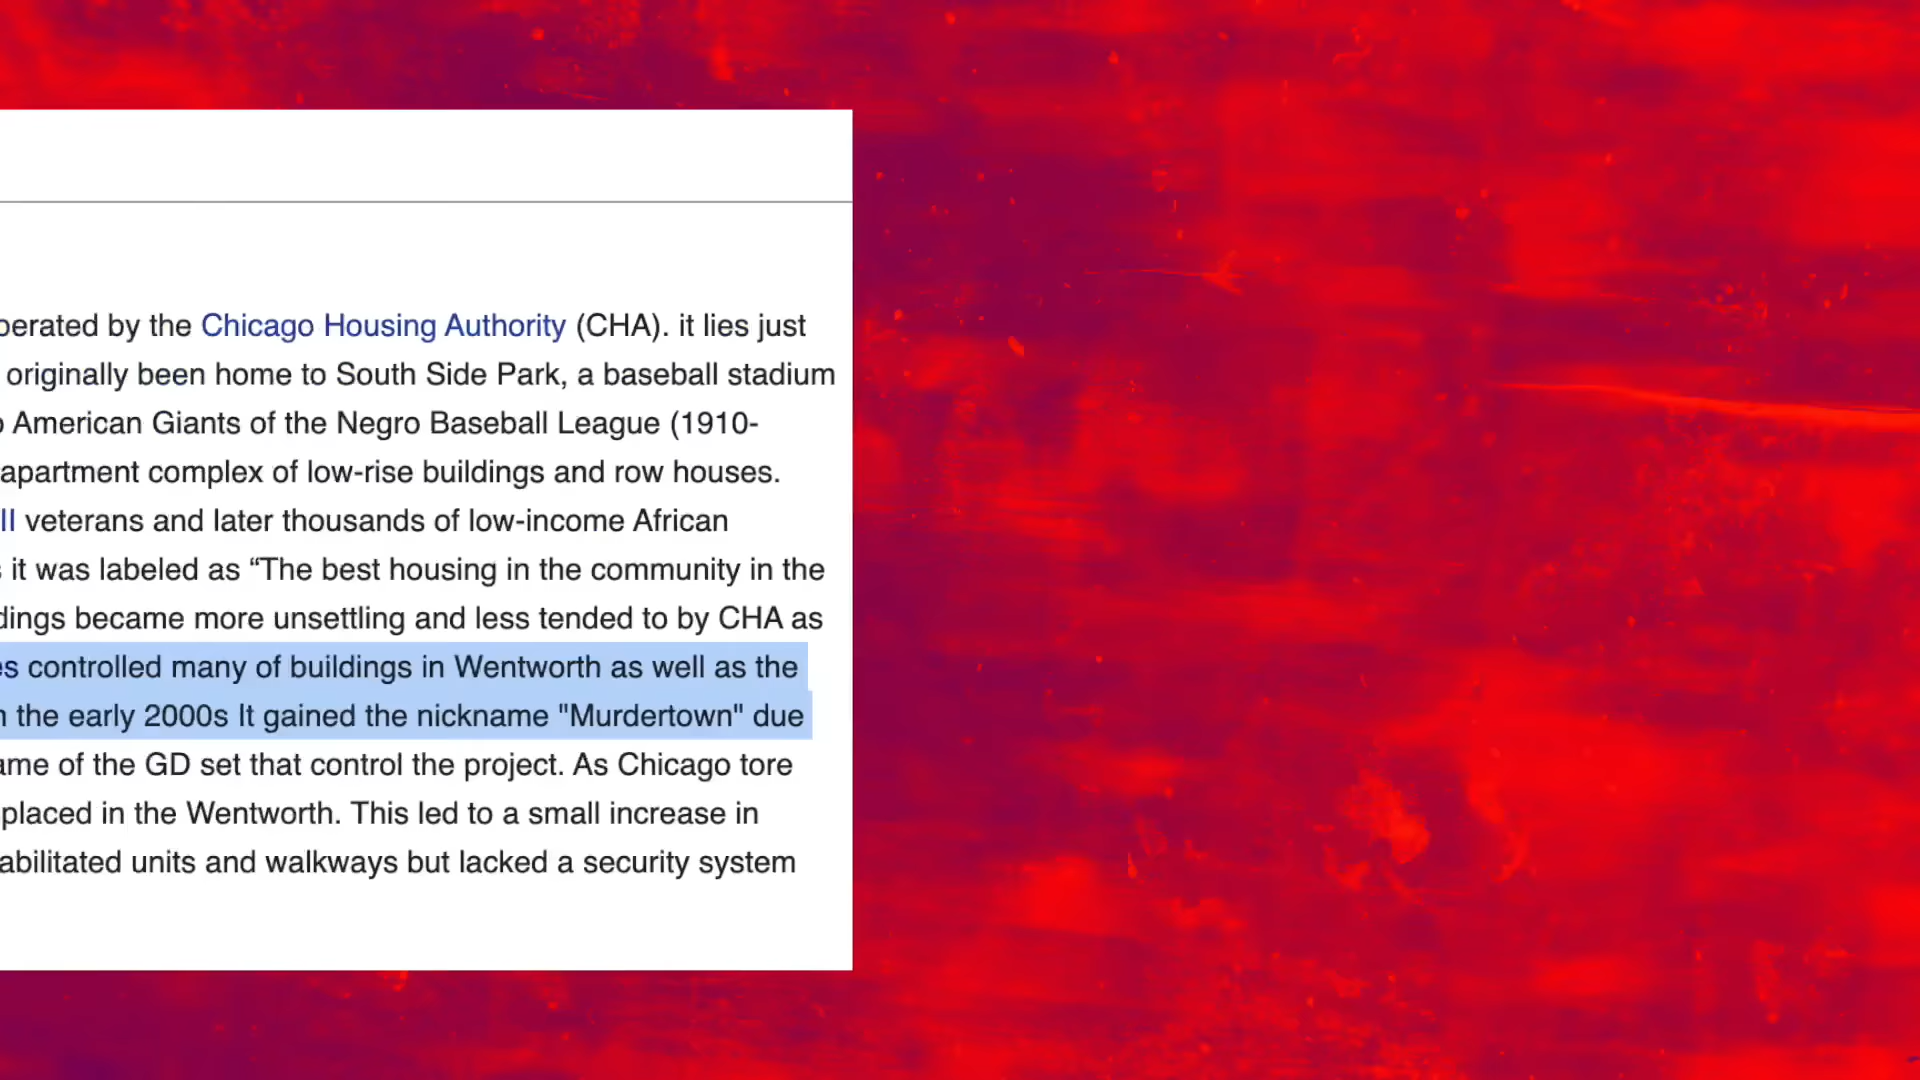 perated by the Chicago Housing Authority (CHA). it lies just
originally been home to South Side Park, a baseball stadium
American Giants of the Negro Baseball League (1910-
apartment complex of low-rise buildings and row houses.
II veterans and later thousands of low-income African
it was labeled as “The best housing in the community in the
dings became more unsettling and less tended to by CHA as
es controlled many of buildings in Wentworth as well as the
the early 2000s It gained the nickname "Murdertown" due
ame of the GD set that control the project. As Chicago tore
placed in the Wentworth. This led to a small increase in
abilitated units and walkways but lacked a security system